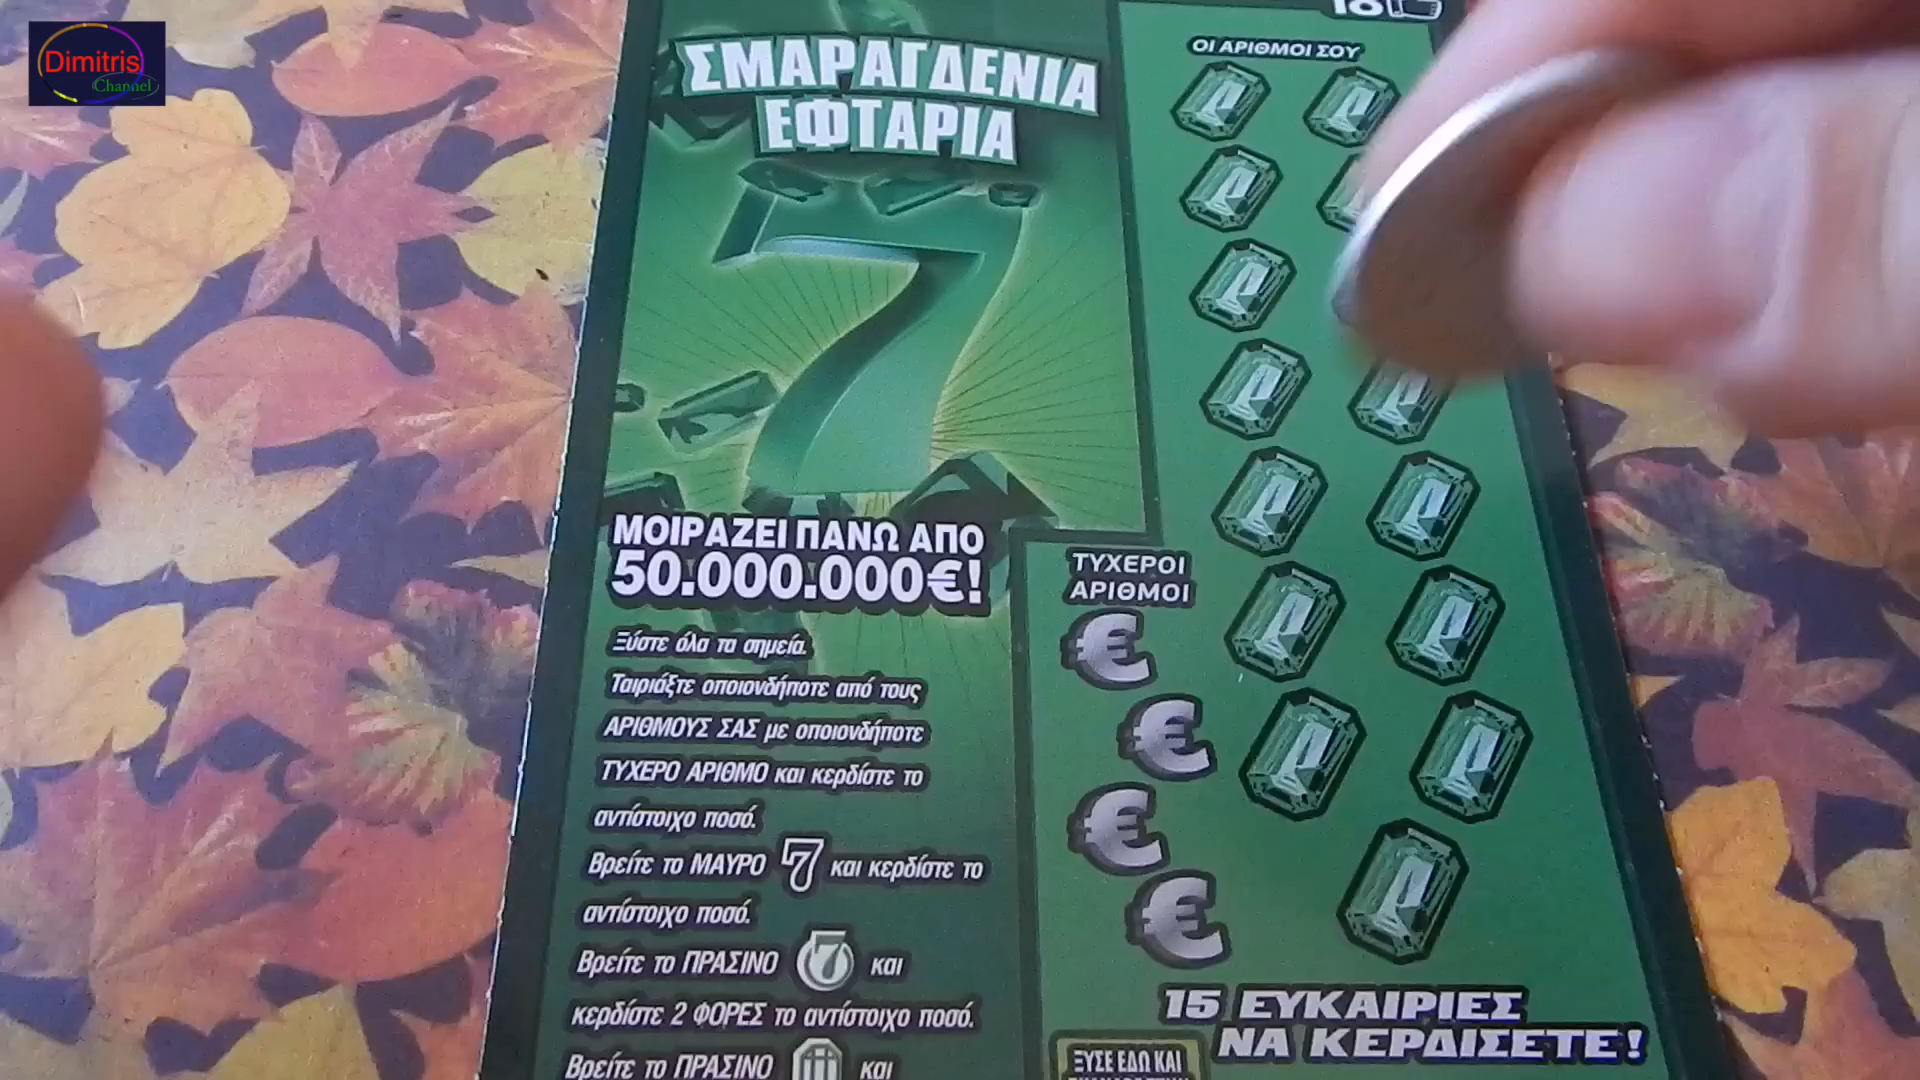 Dimitris
Channel
18
ΣΜΑΡΑΓΔΕΝΙΑ
ΕΦΤΑΡΙΑ
7
ΟΙ ΑΡΙΘΜΟΙ ΣΟΥ
ΜΟΙΡΑΖΕΙ ΠΑΝΩ ΑΠΟ
50.000.000€!
Ξύστε όλα τα σημεία.
Ταιριάξτε οποιονδήποτε από τους
ΑΡΙΘΜΟΥΣ ΣΑΣ με οποιονδήποτε
ΤΥΧΕΡΟ ΑΡΙΘΜΟ και κερδίστε το
αντίστοιχο ποσό.
Βρείτε το ΜΑΥΡΟ 7 και κερδίστε το
αντίστοιχο ποσό.
Βρείτε το ΠΡΑΣΙΝΟ 7 και
κερδίστε 2 ΦΟΡΕΣ το αντίστοιχο ποσό.
Βρείτε το ΠΡΑΣΙΝΟ και
ΤΥΧΕΡΟΙ
ΑΡΙΘΜΟΙ
€
€
€
€
15 ΕΥΚΑΙΡΙΕΣ
ΝΑ ΚΕΡΔΙΣΕΤΕ!
ΞΥΣΕ ΕΔΩ ΚΑΙ